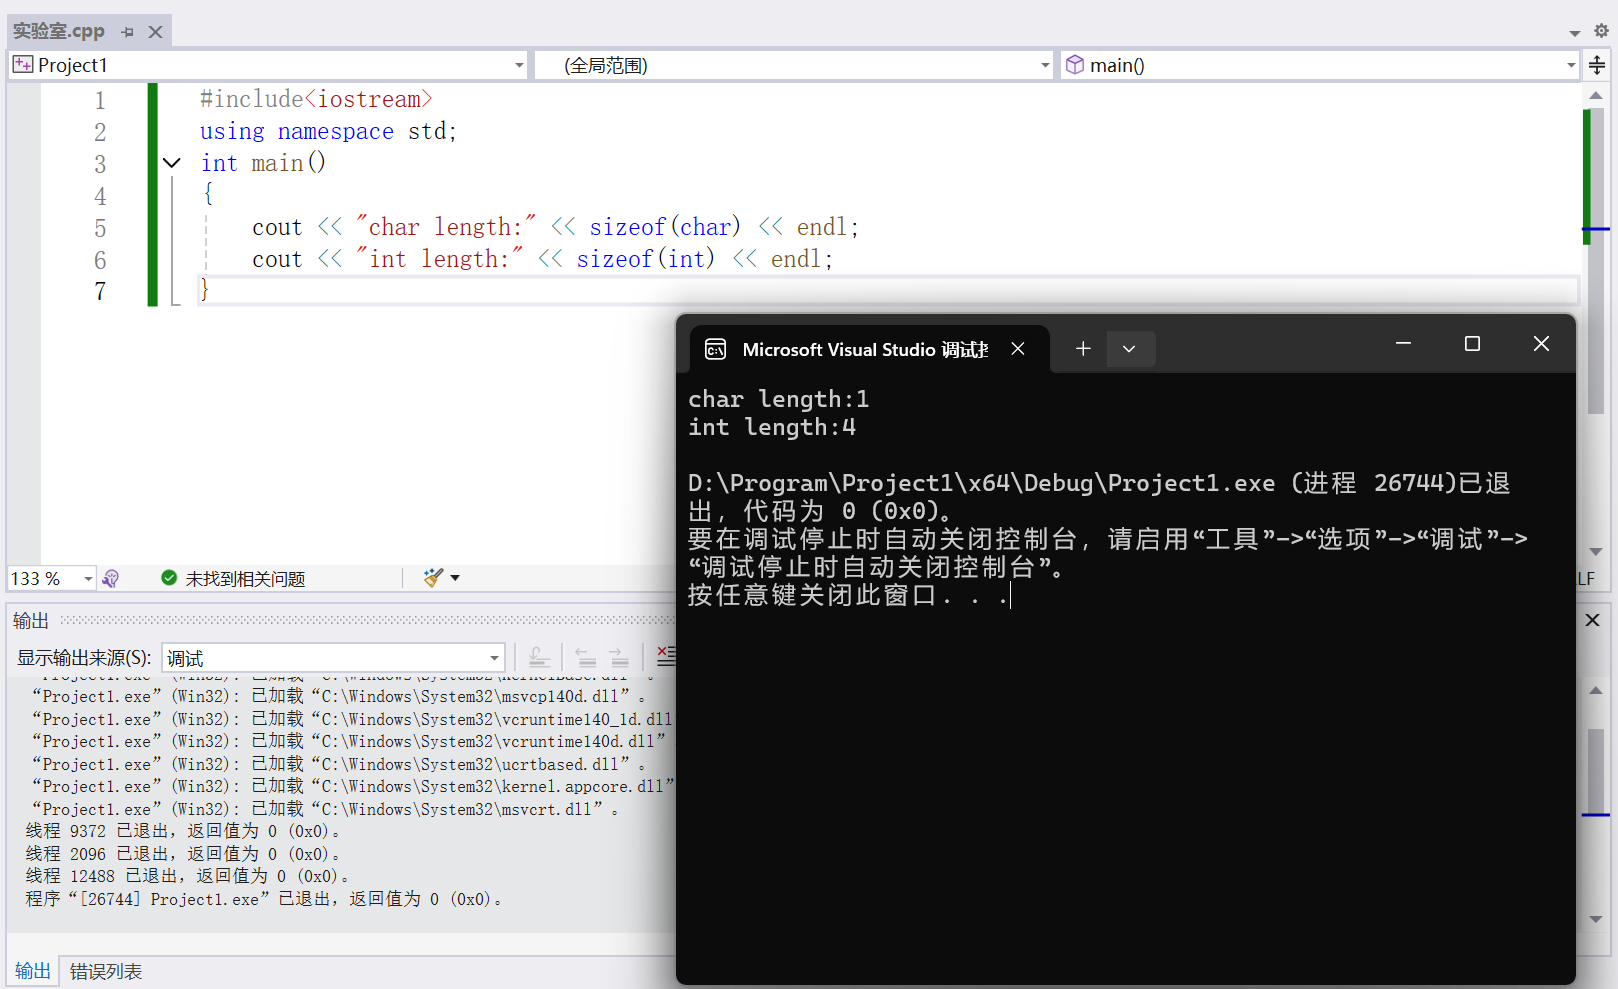 实验室.cpp
Project1
(全局范围)
main()
1 #include<iostream>
2 using namespace std;
3 int main()
4 {
5 cout << "char length:" << sizeof(char) << endl;
6 cout << "int length:" << sizeof(int) << endl;
7 }
Microsoft Visual Studio 调试
char length:1
int length:4
D:\Program\Project1\x64\Debug\Project1.exe (进程 26744)已退
出，代码为 0 (0x0)。
要在调试停止时自动关闭控制台，请启用“工具”->“选项”->“调试”->
“调试停止时自动关闭控制台”。
按任意键关闭此窗口. . .
133 %
未找到相关问题
LF
输出
显示输出来源(S): 调试
“Project1.exe”(Win32): 已加载“C:\Windows\System32\KernelBase.dll”。
“Project1.exe”(Win32): 已加载“C:\Windows\System32\msvcp140d.dll”。
“Project1.exe”(Win32): 已加载“C:\Windows\System32\vcruntime140_1d.dll
“Project1.exe”(Win32): 已加载“C:\Windows\System32\vcruntime140d.dll”
“Project1.exe”(Win32): 已加载“C:\Windows\System32\ucrtbased.dll”。
“Project1.exe”(Win32): 已加载“C:\Windows\System32\kernel.appcore.dll”
“Project1.exe”(Win32): 已加载“C:\Windows\System32\msvcrt.dll”。
线程 9372 已退出，返回值为 0 (0x0)。
线程 2096 已退出，返回值为 0 (0x0)。
线程 12488 已退出，返回值为 0 (0x0)。
程序“[26744] Project1.exe”已退出，返回值为 0 (0x0)。
输出
错误列表